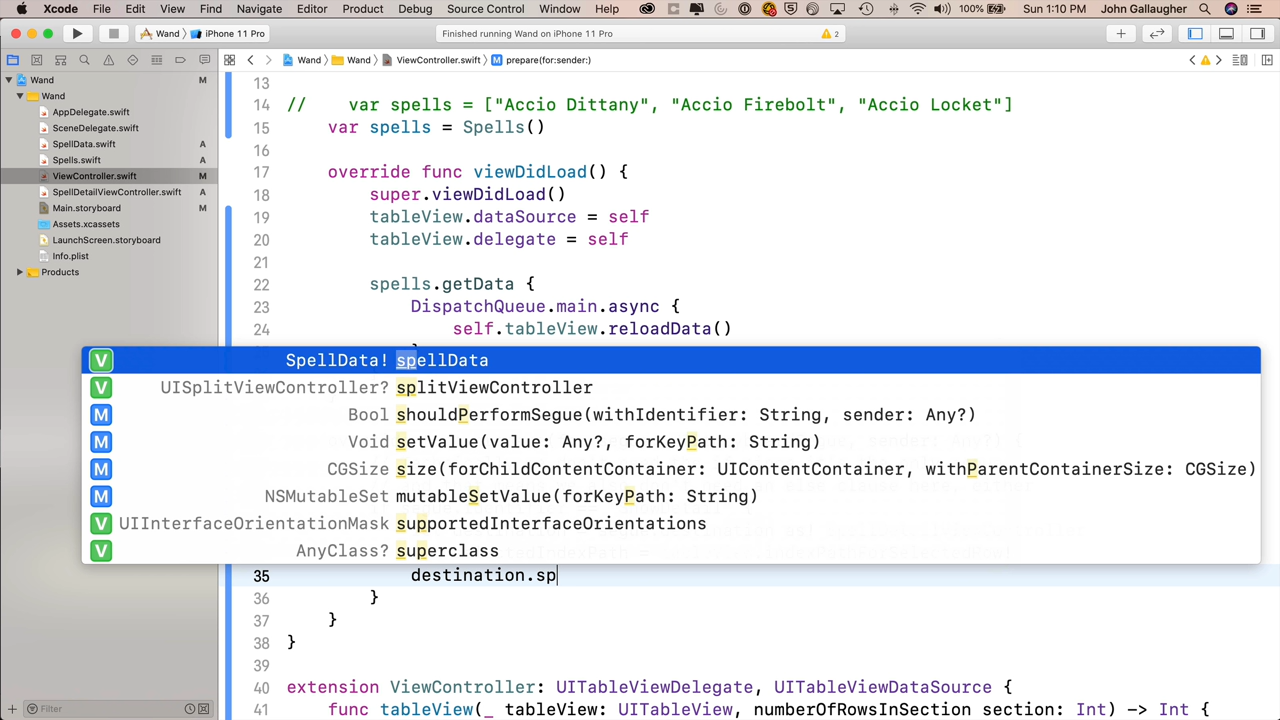 Xcode File Edit View Find Navigate Editor Product Debug Source Control Window Help 100% Sun 1:10 PM John Gallaugher
Wand iPhone 11 Pro Finished running Wand on iPhone 11 Pro 2
Wand M
Wand
AppDelegate.swift
SceneDelegate.swift
SpellData.swift A
Spells.swift A
ViewController.swift M
SpellDetailViewController.swift A
Main.storyboard M
Assets.xcassets
LaunchScreen.storyboard
Info.plist
Products
Filter
Wand Wand ViewController.swift M prepare(for:sender:)
13
14 // var spells = ["Accio Dittany", "Accio Firebolt", "Accio Locket"]
15 var spells = Spells()
16
17 override func viewDidLoad() {
18 super.viewDidLoad()
19 tableView.dataSource = self
20 tableView.delegate = self
21
22 spells.getData {
23 DispatchQueue.main.async {
24 self.tableView.reloadData()
V SpellData! spellData
V UISplitViewController? splitViewController
M Bool shouldPerformSegue(withIdentifier: String, sender: Any?)
M Void setValue(value: Any?, forKeyPath: String)
M CGSize size(forChildContentContainer: UIContentContainer, withParentContainerSize: CGSize)
M NSMutableSet mutableSetValue(forKeyPath: String)
V UIInterfaceOrientationMask supportedInterfaceOrientations
V AnyClass? superclass
35 destination.sp
36 }
37 }
38 }
39
40 extension ViewController: UITableViewDelegate, UITableViewDataSource {
41 func tableView(_ tableView: UITableView, numberOfRowsInSection section: Int) -> Int {